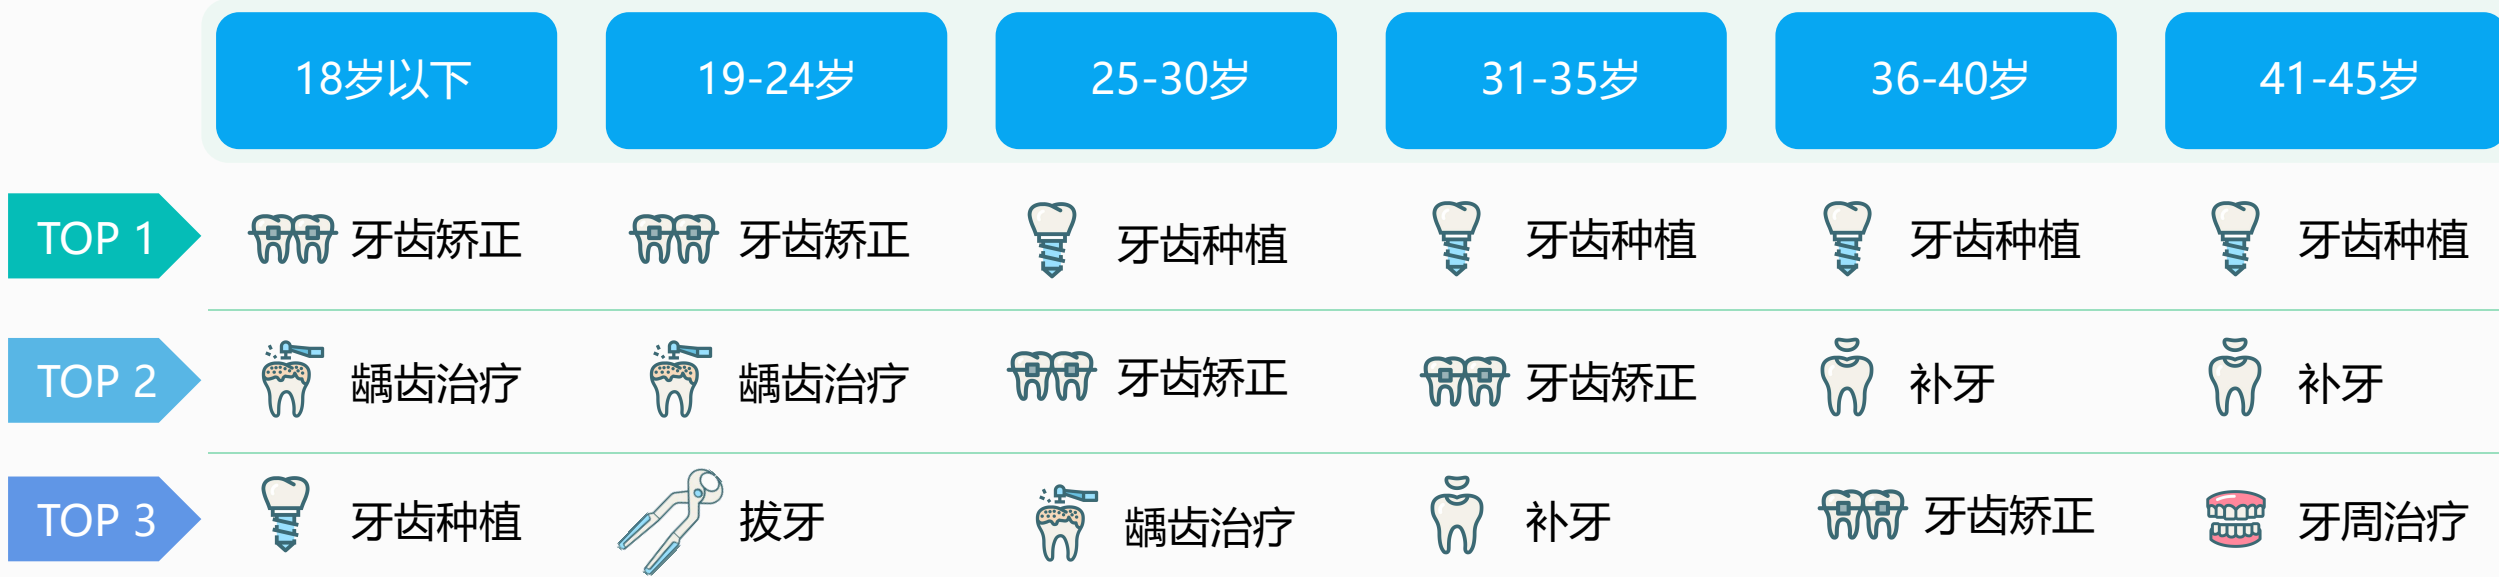 18岁以下 19-24岁 25-30岁 31-35岁 36-40岁 41-45岁
TOP 1 牙齿矫正 牙齿矫正 牙齿种植 牙齿种植 牙齿种植 牙齿种植
TOP 2 龋齿治疗 龋齿治疗 牙齿矫正 牙齿矫正 补牙 补牙
TOP 3 牙齿种植 拔牙 龋齿治疗 补牙 牙齿矫正 牙周治疗